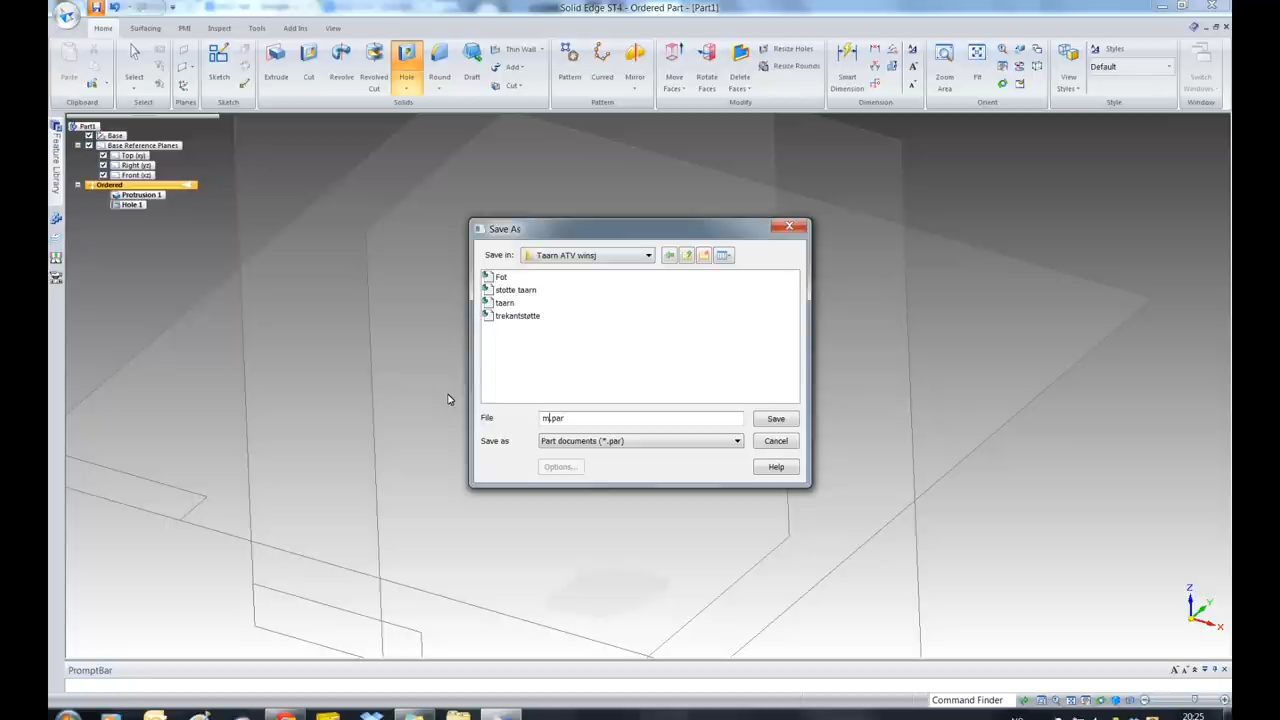 Solid Edge ST4 - Ordered Part - [Part1]
Home Surfacing PMI Inspect Tools Add Ins View
Paste
Clipboard
Select
Select
Planes
Sketch
Sketch
Extrude Cut Revolve Revolved Cut Hole Round Draft
Thin Wall
Add
Cut
Solids
Pattern Curved Mirror
Pattern
Move Faces Rotate Faces Delete Faces
Resize Holes
Resize Rounds
Modify
Smart Dimension
Dimension
Zoom Area Fit
Orient
View Styles
Styles
Default
Style
Switch Windows
Window
Feature Library
Part1
Base
Base Reference Planes
Top (xy)
Right (yz)
Front (xz)
Ordered
Protrusion 1
Hole 1
Save As
Save in: Taarn ATV winsj
Fot
stotte taarn
taarn
trekantstøtte
File m.par Save
Save as Part documents (*.par) Cancel
Options... Help
Z
Y
X
PromptBar
Command Finder
NO 20:25